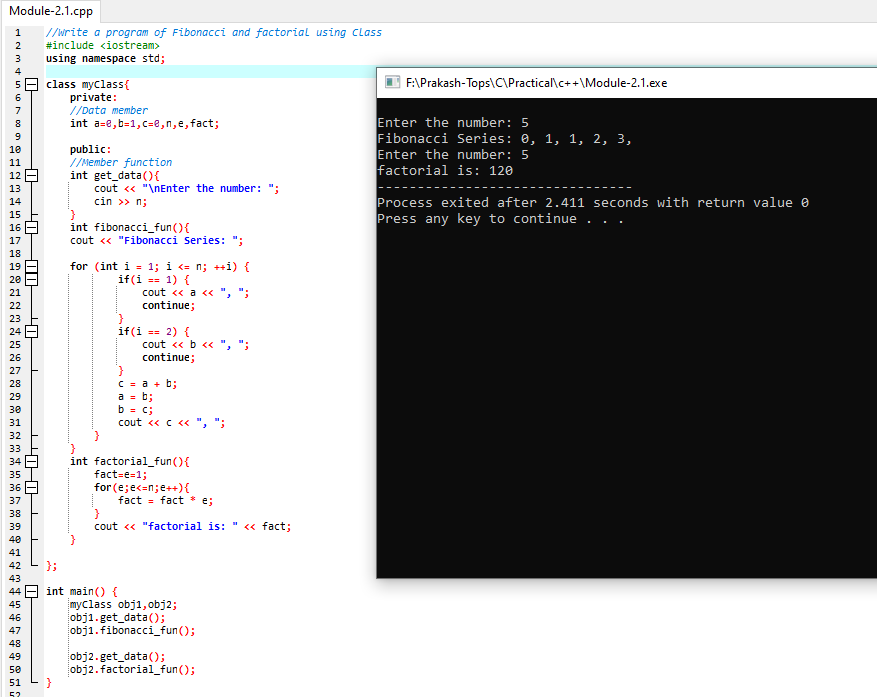 Module-2.1.cpp
1 //Write a program of Fibonacci and factorial using Class
2 #include <iostream>
3 using namespace std;
4
5 class myClass{
6     private:
7     //Data member
8     int a=0,b=1,c=0,n,e,fact;
9
10     public:
11     //Member function
12     int get_data(){
13         cout << "\nEnter the number: ";
14         cin >> n;
15     }
16     int fibonacci_fun(){
17     cout << "Fibonacci Series: ";
18
19     for (int i = 1; i <= n; ++i) {
20             if(i == 1) {
21                 cout << a << ", ";
22                 continue;
23             }
24             if(i == 2) {
25                 cout << b << ", ";
26                 continue;
27             }
28             c = a + b;
29             a = b;
30             b = c;
31             cout << c << ", ";
32         }
33     }
34     int factorial_fun(){
35         fact=e=1;
36         for(e;e<=n;e++){
37             fact = fact * e;
38         }
39         cout << "factorial is: " << fact;
40     }
41
42 };
43
44 int main() {
45     myClass obj1,obj2;
46     obj1.get_data();
47     obj1.fibonacci_fun();
48
49     obj2.get_data();
50     obj2.factorial_fun();
51 }
52
F:\Prakash-Tops\C\Practical\c++\Module-2.1.exe
Enter the number: 5
Fibonacci Series: 0, 1, 1, 2, 3,
Enter the number: 5
factorial is: 120
--------------------------------
Process exited after 2.411 seconds with return value 0
Press any key to continue . . .